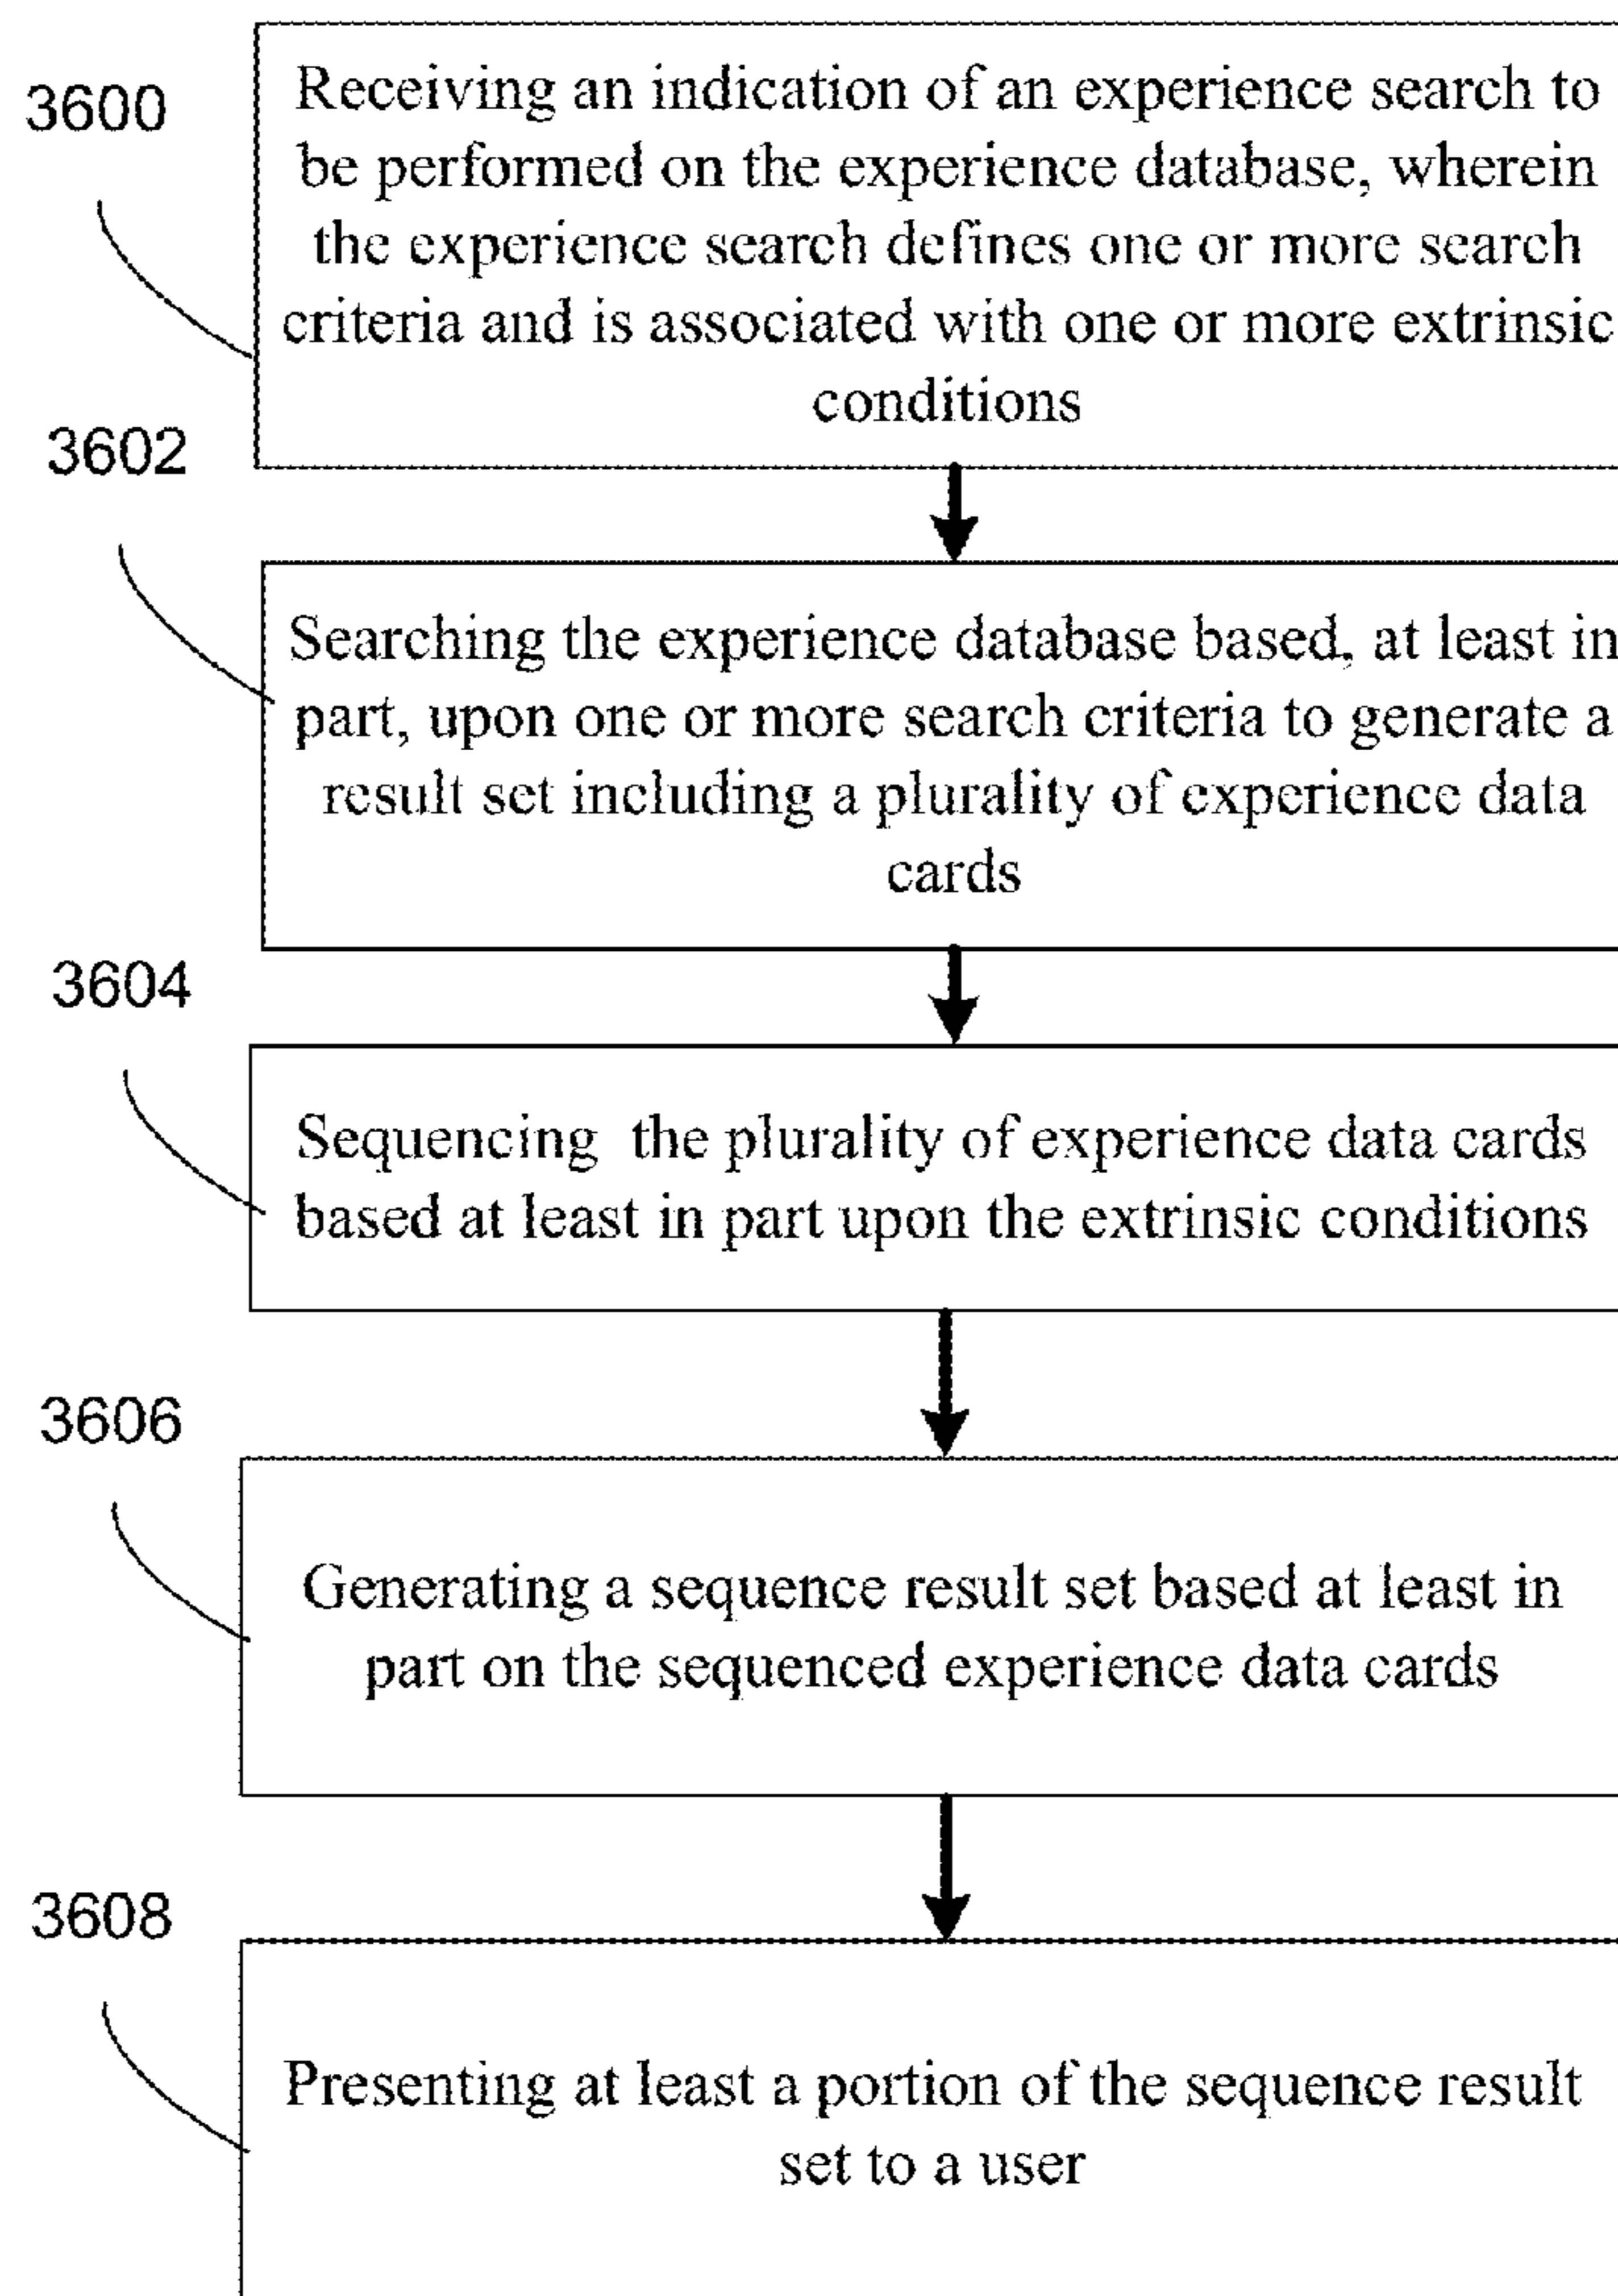 3600
Receiving an indication of an experience search to
be performed on the experience database, wherein
the experience search defines one or more search
criteria and is associated with one or more extrinsic
conditions
3602
Searching the experience database based, at least in
part, upon one or more search criteria to generate a
result set including a plurality of experience data
cards
3604
Sequencing the plurality of experience data cards
based at least in part upon the extrinsic conditions
3606
Generating a sequence result set based at least in
part on the sequenced experience data cards
3608
Presenting at least a portion of the sequence result
set to a user